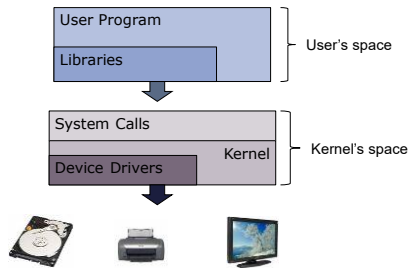 User Program
Libraries
User's space
System Calls
Kernel
Device Drivers
Kernel's space